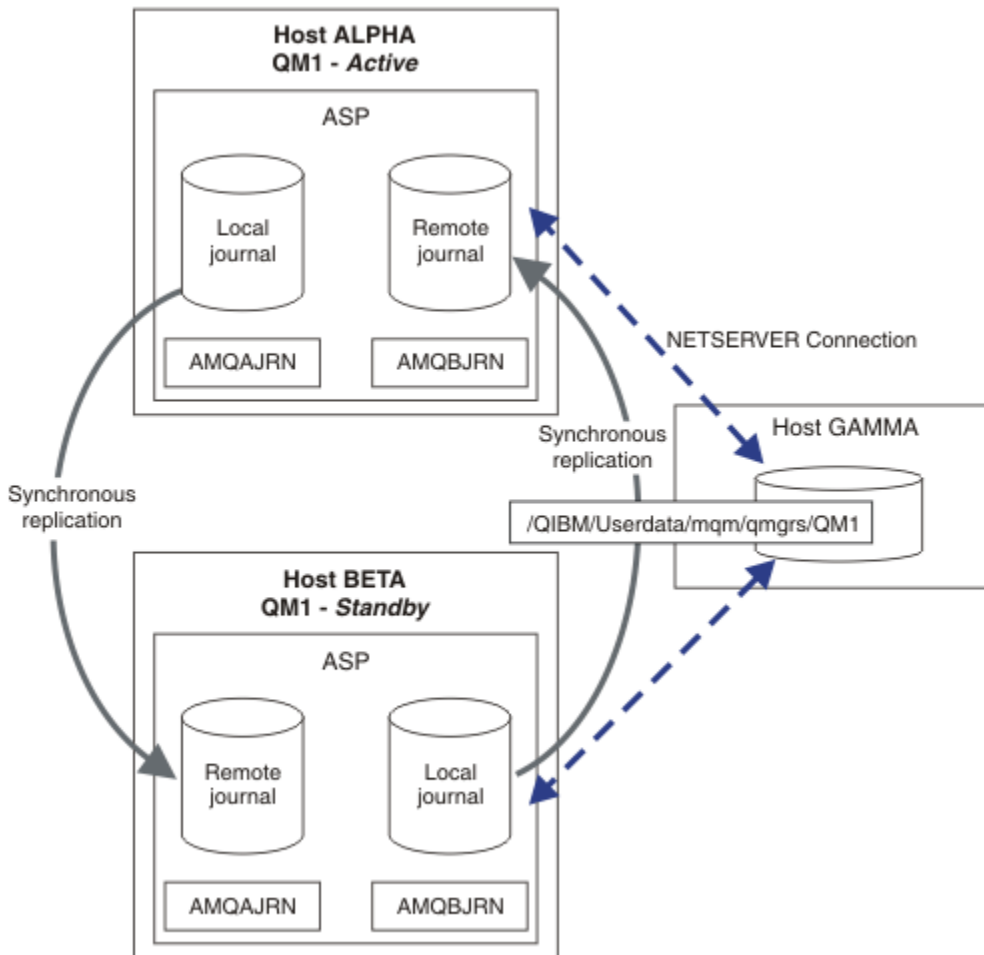 Host ALPHA
QM1 - Active
ASP
Local
journal
Remote
journal
AMQAJRN
AMQBJRN
NETSERVER Connection
Host GAMMA
/QIBM/Userdata/mqm/qmgrs/QM1
Synchronous
replication
Synchronous
replication
Host BETA
QM1 - Standby
ASP
Remote
journal
Local
journal
AMQAJRN
AMQBJRN